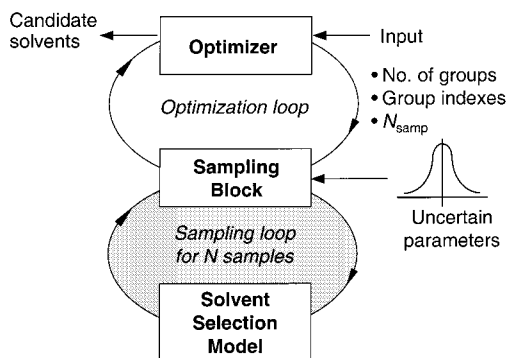 Candidate
solvents
Optimizer
Input
• No. of groups
• Group indexes
• Nsamp
Optimization loop
Sampling
Block
Uncertain
parameters
Sampling loop
for N samples
Solvent
Selection
Model